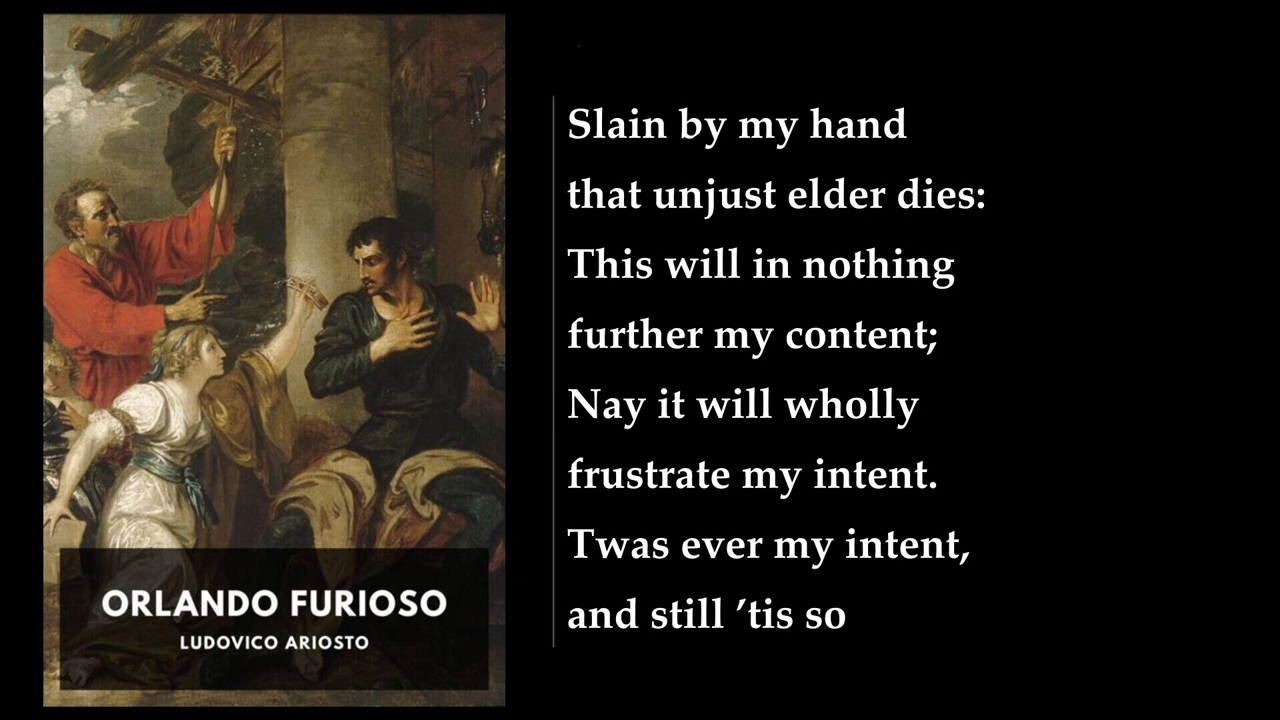 ORLANDO FURIOSO
LUDOVICO ARIOSTO
Slain by my hand
that unjust elder dies:
This will in nothing
further my content;
Nay it will wholly
frustrate my intent.
Twas ever my intent,
and still ’tis so